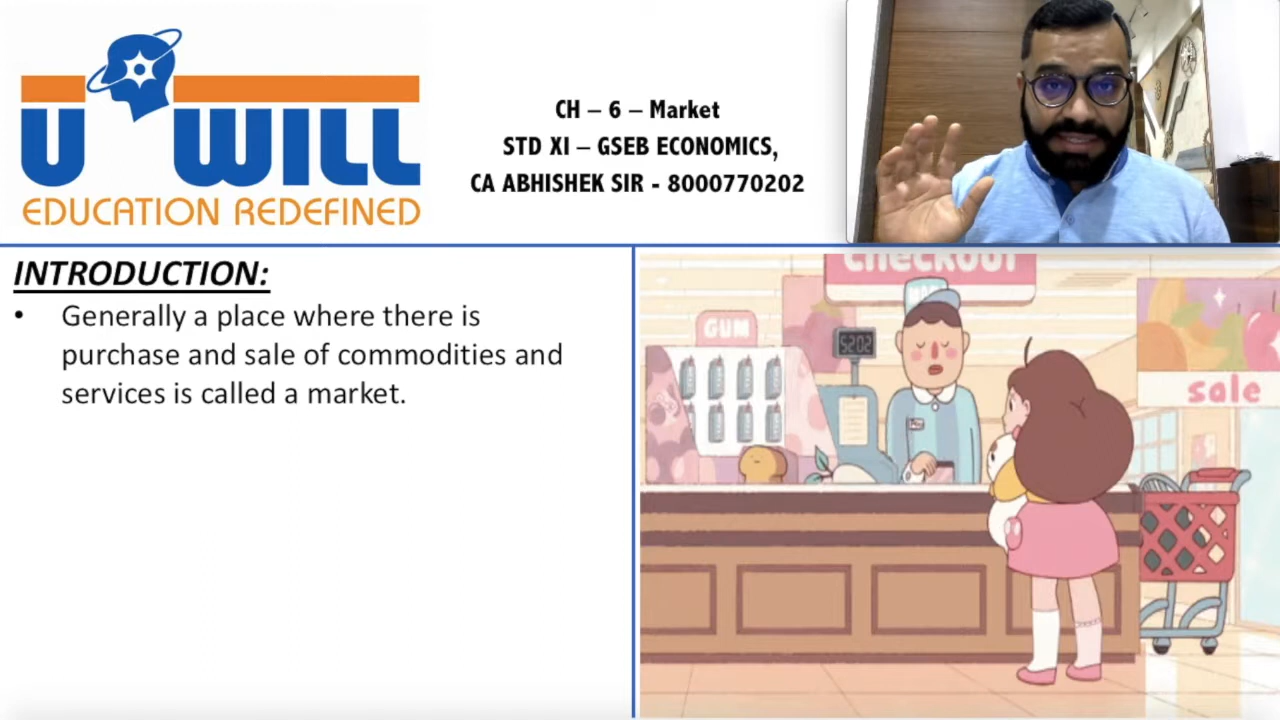 U WILL
EDUCATION REDEFINED
CH – 6 – Market
STD XI – GSEB ECONOMICS,
CA ABHISHEK SIR - 8000770202
INTRODUCTION:
• Generally a place where there is
purchase and sale of commodities and
services is called a market.
checkout
GUM
5202
sale